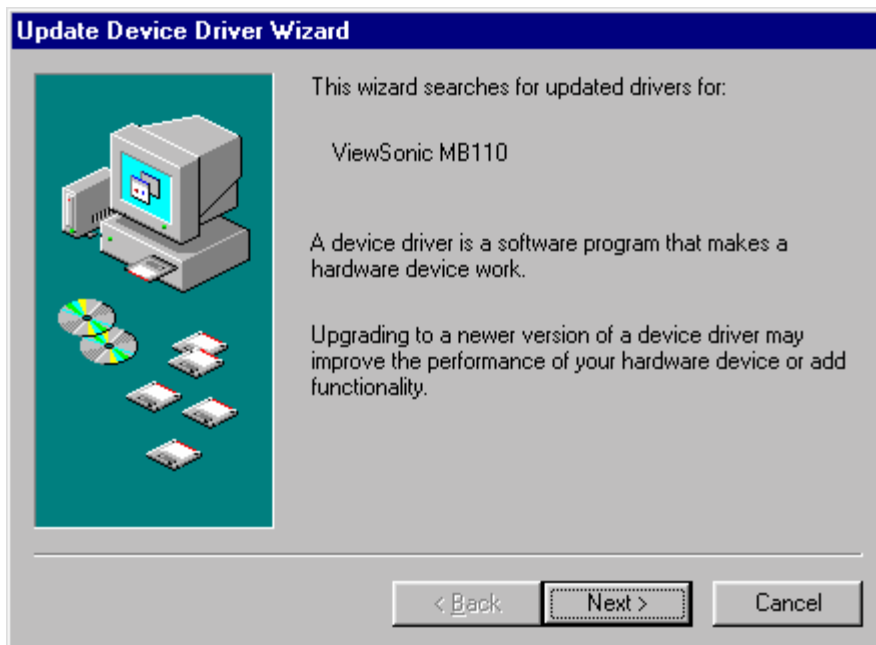 Update Device Driver Wizard
This wizard searches for updated drivers for:
ViewSonic MB110
A device driver is a software program that makes a
hardware device work.
Upgrading to a newer version of a device driver may
improve the performance of your hardware device or add
functionality.
< Back
Next >
Cancel